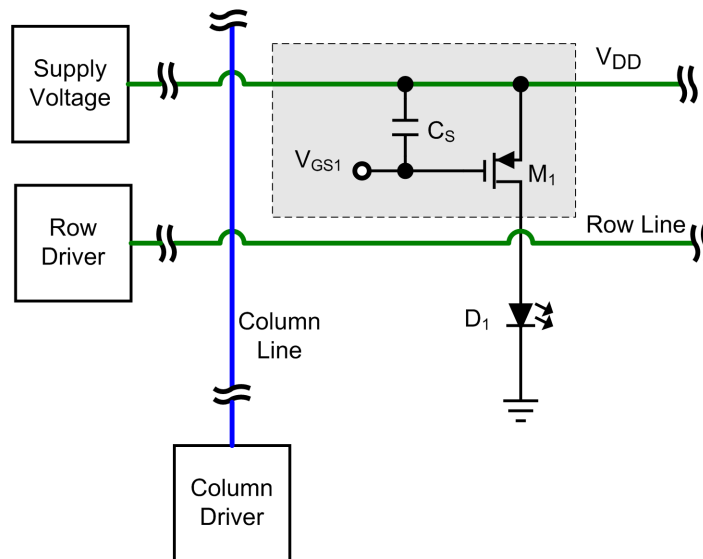 Supply
Voltage
V_DD
C_S
V_GS1
M_1
Row
Driver
Row Line
Column
Line
D_1
Column
Driver